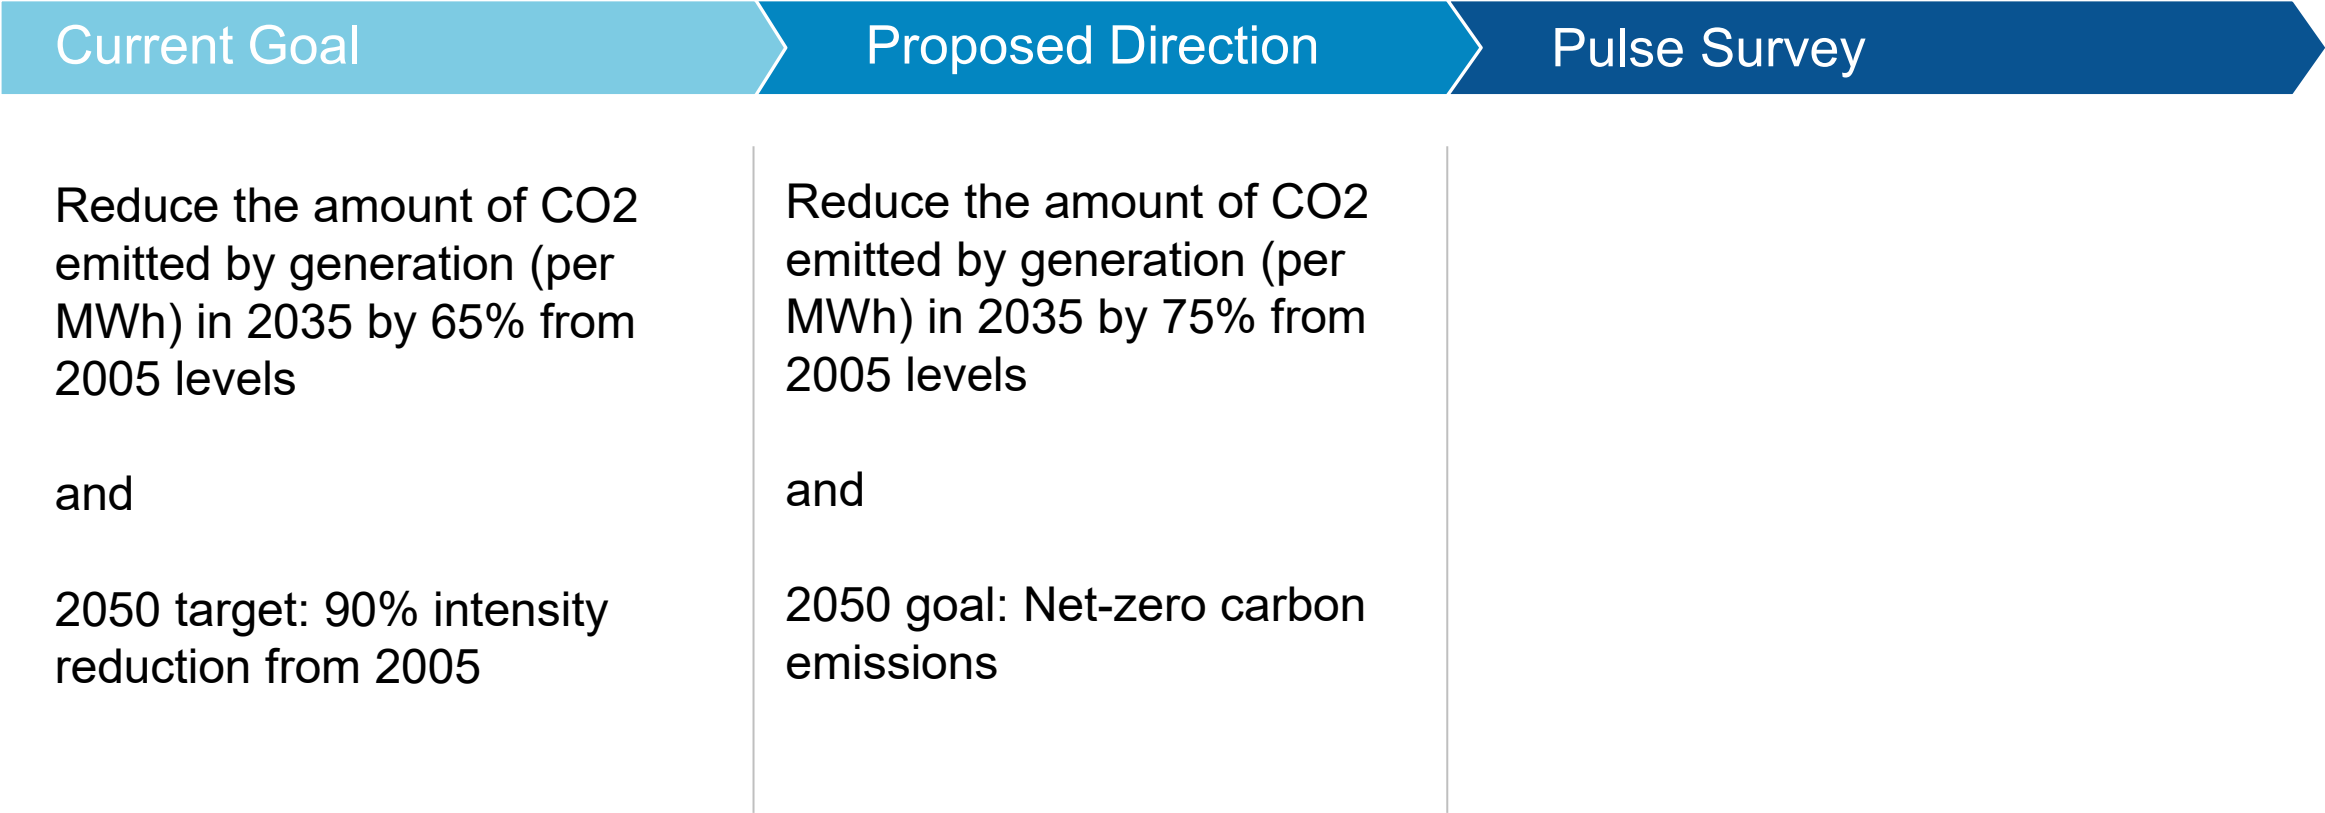 Current Goal
Proposed Direction
Pulse Survey
Reduce the amount of CO2
emitted by generation (per
MWh) in 2035 by 65% from
2005 levels
and
2050 target: 90% intensity
reduction from 2005
Reduce the amount of CO2
emitted by generation (per
MWh) in 2035 by 75% from
2005 levels
and
2050 goal: Net-zero carbon
emissions